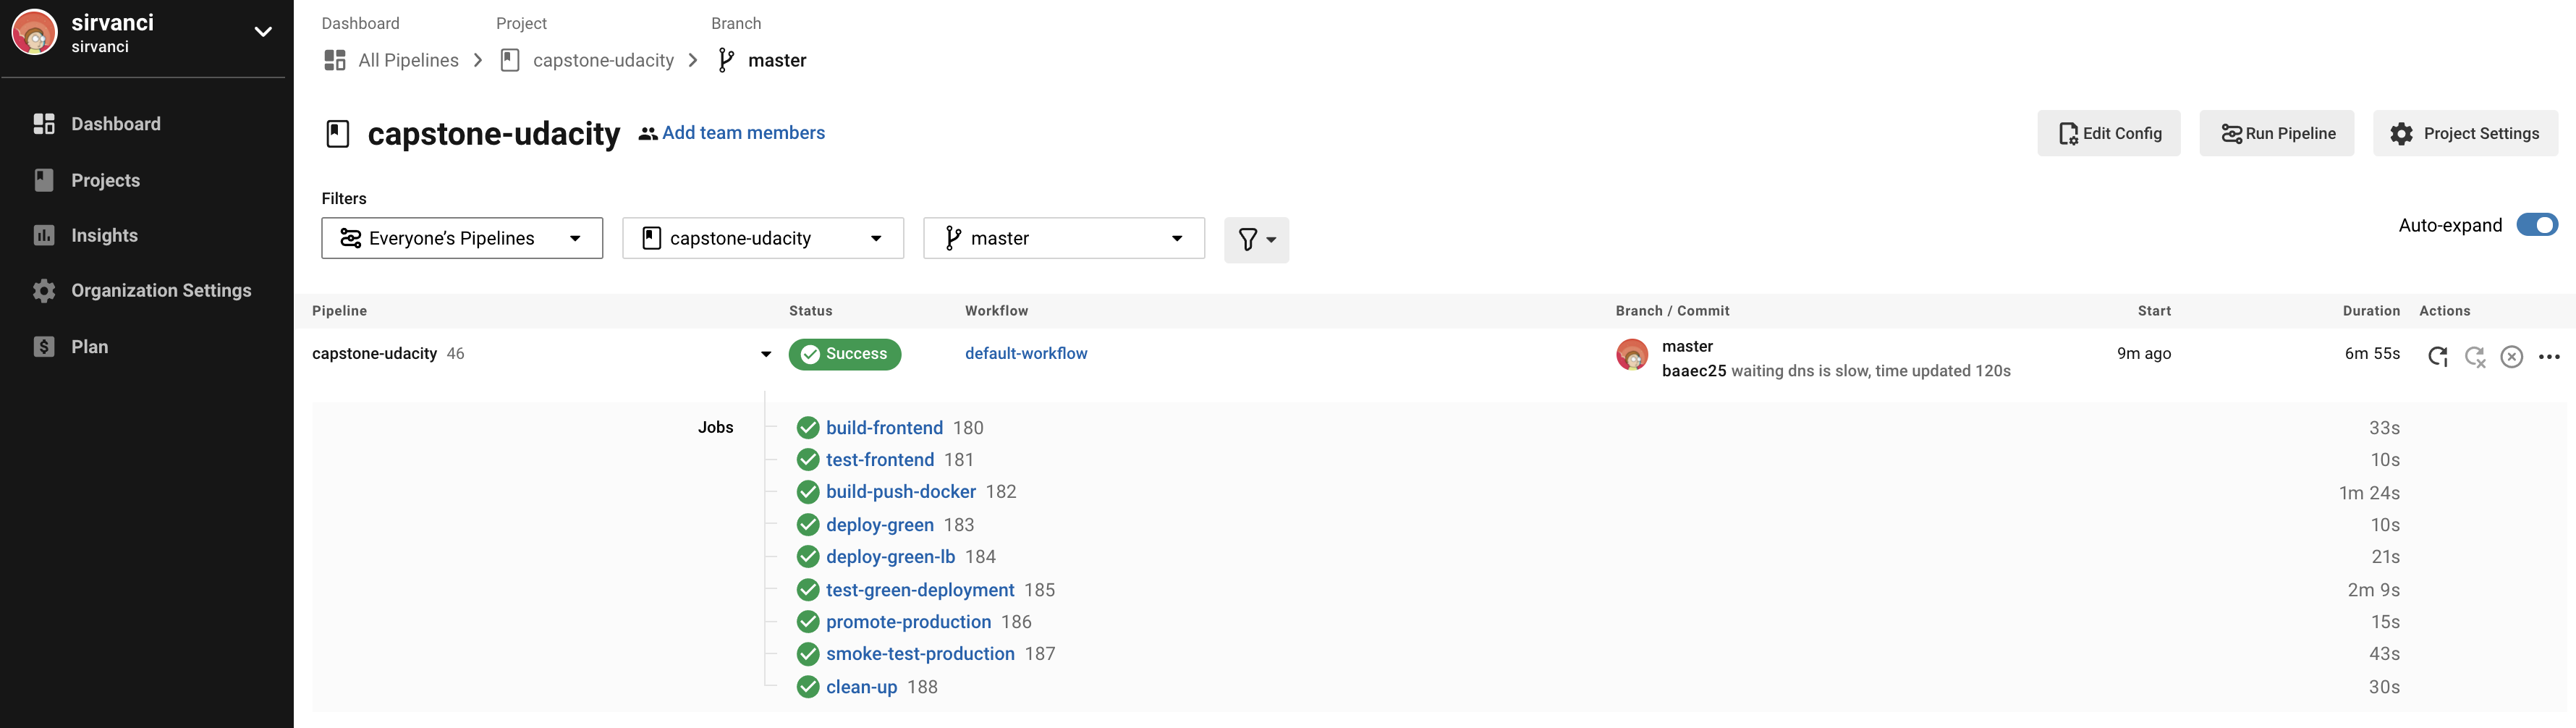 sirvanci
sirvanci
Dashboard
Projects
Insights
Organization Settings
Plan
Dashboard Project Branch
All Pipelines capstone-udacity master
capstone-udacity Add team members
Edit Config Run Pipeline Project Settings
Filters
Everyone’s Pipelines capstone-udacity master
Auto-expand
Pipeline Status Workflow Branch / Commit Start Duration Actions
capstone-udacity 46 Success default-workflow master 9m ago 6m 55s
baaec25 waiting dns is slow, time updated 120s
Jobs build-frontend 180 33s
test-frontend 181 10s
build-push-docker 182 1m 24s
deploy-green 183 10s
deploy-green-lb 184 21s
test-green-deployment 185 2m 9s
promote-production 186 15s
smoke-test-production 187 43s
clean-up 188 30s